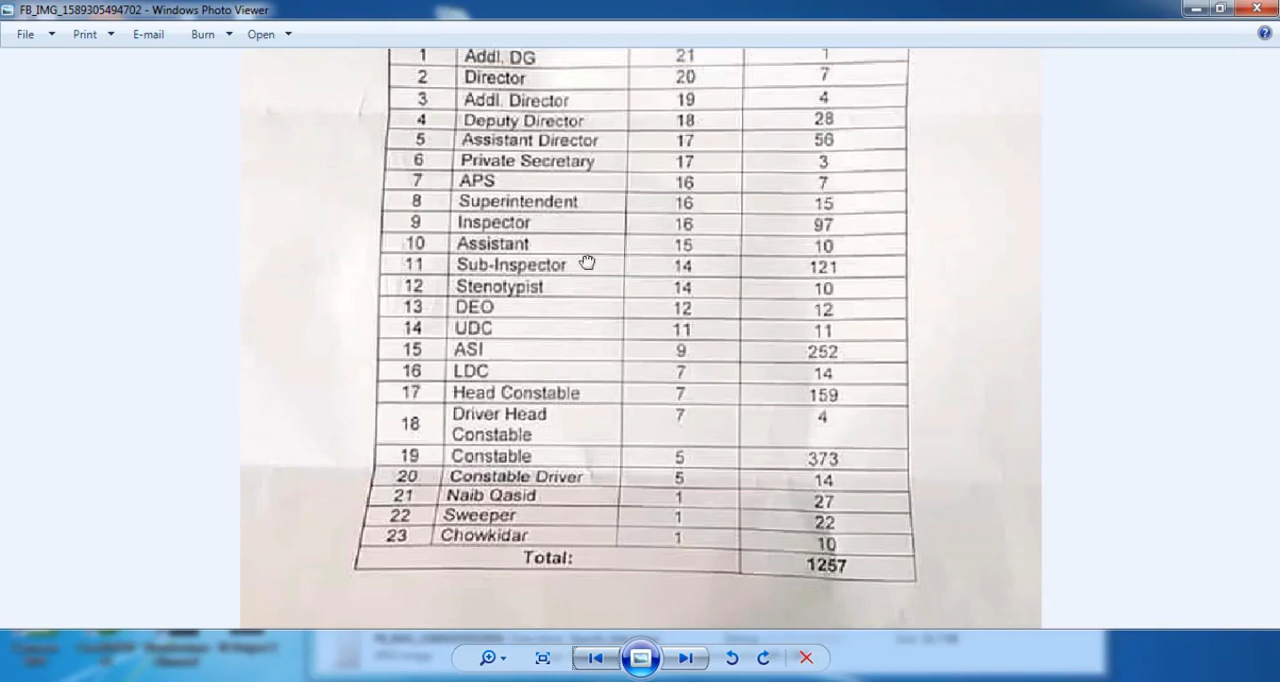 FB_IMG_1589305494702 - Windows Photo Viewer
File Print E-mail Burn Open
1 Addl. DG 21 1
2 Director 20 7
3 Addl. Director 19 4
4 Deputy Director 18 28
5 Assistant Director 17 56
6 Private Secretary 17 3
7 APS 16 7
8 Superintendent 16 15
9 Inspector 16 97
10 Assistant 15 10
11 Sub-Inspector 14 121
12 Stenotypist 14 10
13 DEO 12 12
14 UDC 11 11
15 ASI 9 252
16 LDC 7 14
17 Head Constable 7 159
18 Driver Head 7 4
Constable
19 Constable 5 373
20 Constable Driver 5 14
21 Naib Qasid 1 27
22 Sweeper 1 22
23 Chowkidar 1 10
Total: 1257